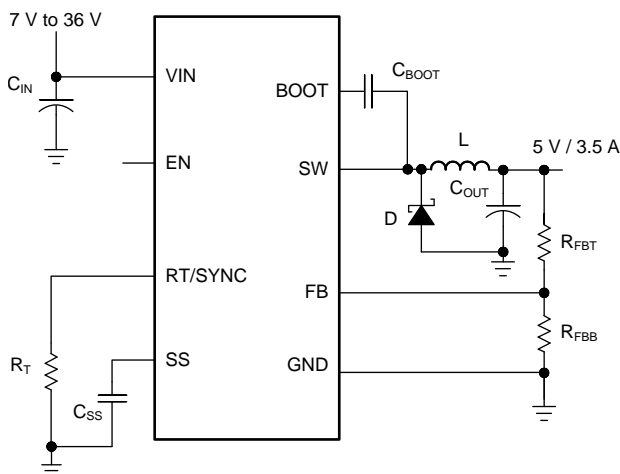 7 V to 36 V
C_IN
VIN
BOOT
C_BOOT
EN
SW
L
5 V / 3.5 A
C_OUT
D
R_FBT
RT/SYNC
FB
R_FBB
R_T
SS
C_SS
GND